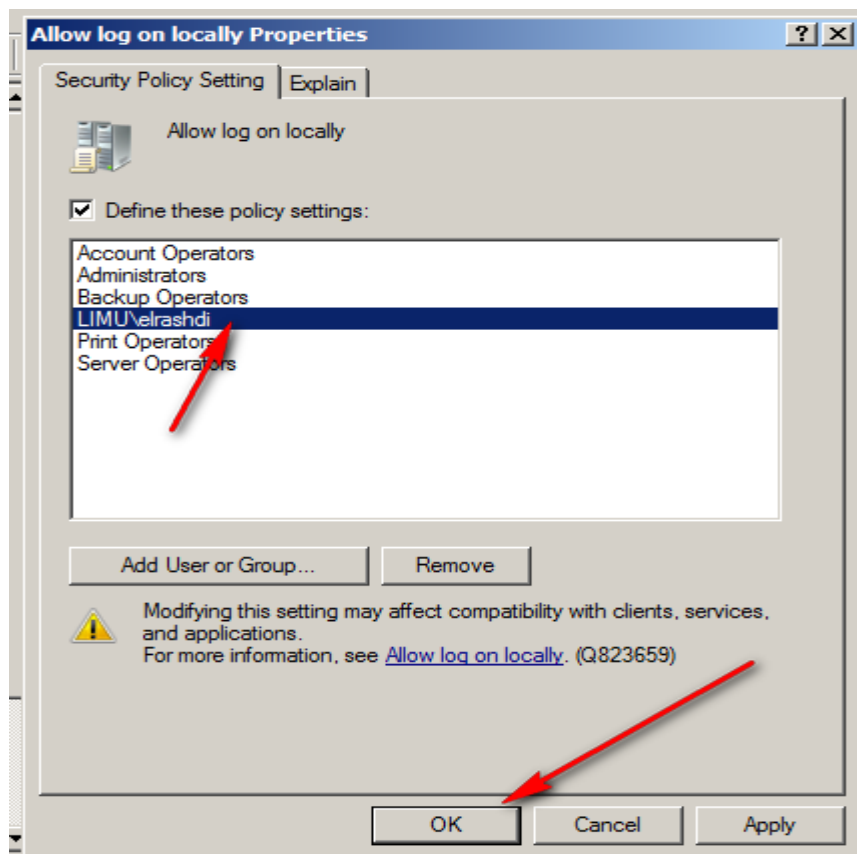 Allow log on locally Properties
Security Policy Setting
Explain
Allow log on locally
Define these policy settings:
Account Operators
Administrators
Backup Operators
LIMU\elrashdi
Print Operators
Server Operators
Add User or Group...
Remove
Modifying this setting may affect compatibility with clients, services,
and applications.
For more information, see Allow log on locally. (Q823659)
OK
Cancel
Apply